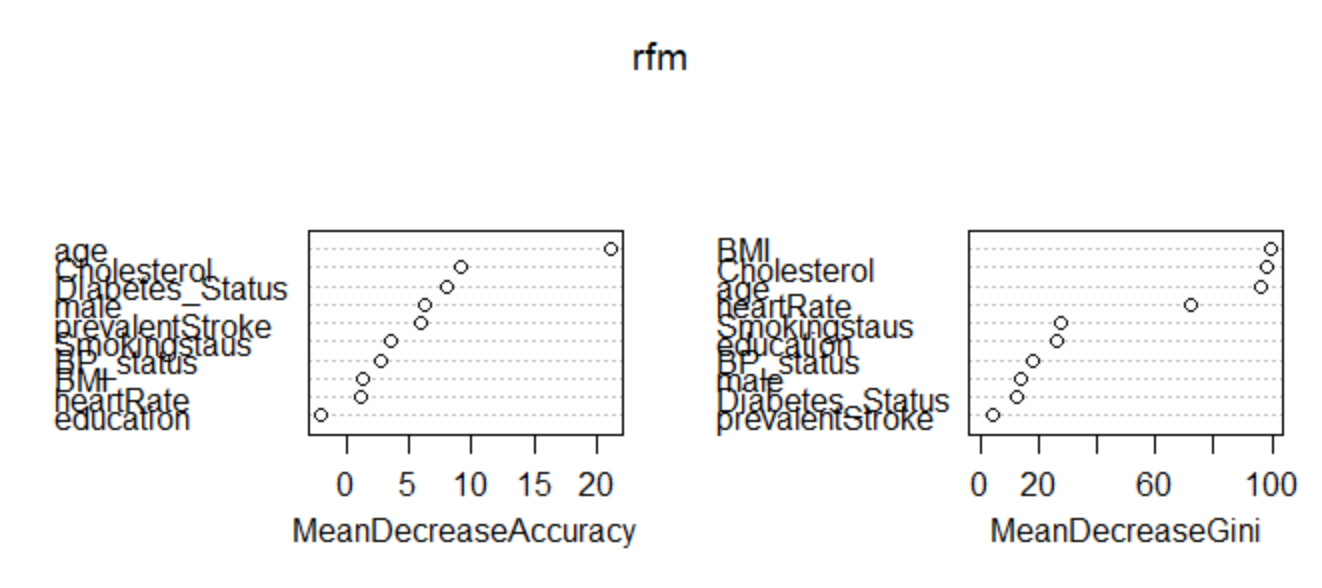 rfm
age
Cholesterol
Diabetes_Status
male
prevalentStroke
Smokingstaus
BP_status
BMI
heartRate
education
0 5 10 15 20
MeanDecreaseAccuracy
BMI
Cholesterol
age
heartRate
Smokingstaus
education
BP_status
male
Diabetes_Status
prevalentStroke
0 20 60 100
MeanDecreaseGini